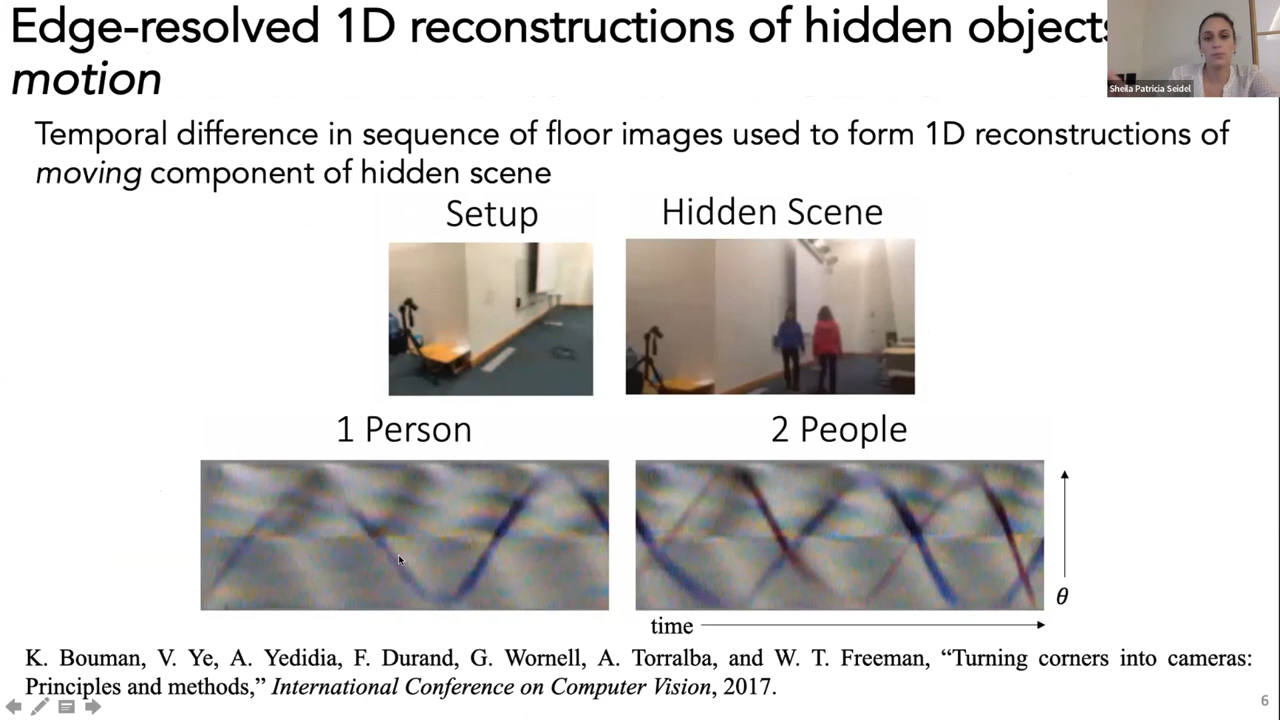 Edge-resolved 1D reconstructions of hidden objects
motion
Sheila Patricia Seidel
Temporal difference in sequence of floor images used to form 1D reconstructions of
moving component of hidden scene
Setup
Hidden Scene
1 Person
2 People
θ
time
K. Bouman, V. Ye, A. Yedidia, F. Durand, G. Wornell, A. Torralba, and W. T. Freeman, “Turning corners into cameras:
Principles and methods,” International Conference on Computer Vision, 2017.
6